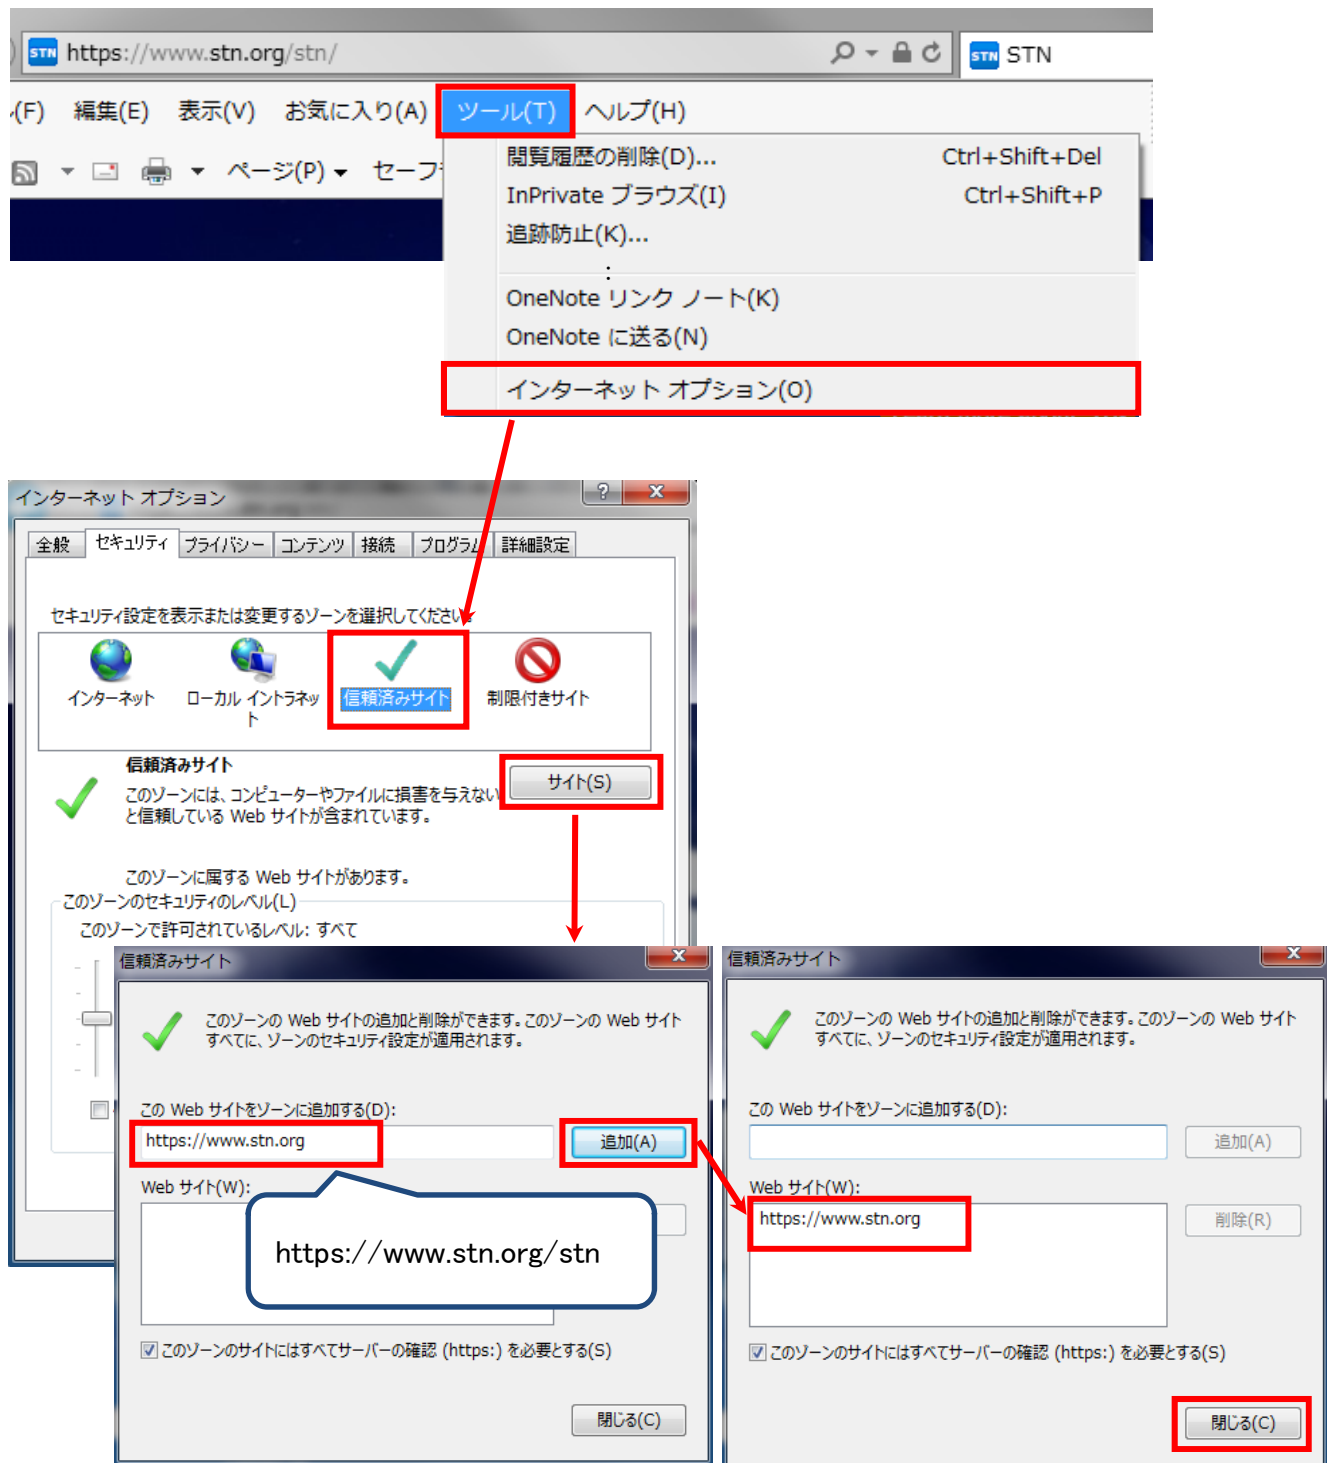 STN https://www.stn.org/stn/
STN STN
(F) 編集(E) 表示(V) お気に入り(A) ツール(T) ヘルプ(H)
ページ(P) セーフ
閲覧履歴の削除(D)... Ctrl+Shift+Del
InPrivate ブラウズ(I) Ctrl+Shift+P
追跡防止(K)...
:
OneNote リンク ノート(K)
OneNote に送る(N)
インターネット オプション(O)
インターネット オプション
全般 セキュリティ プライバシー コンテンツ 接続 プログラム 詳細設定
セキュリティ設定を表示または変更するゾーンを選択してください。
インターネット ローカル イントラネッ 信頼済みサイト 制限付きサイト
ト
信頼済みサイト
サイト(S)
このゾーンには、コンピューターやファイルに損害を与えない
と信頼している Web サイトが含まれています。
このゾーンに属する Web サイトがあります。
このゾーンのセキュリティのレベル(L)
このゾーンで許可されているレベル: すべて
信頼済みサイト
このゾーンの Web サイトの追加と削除ができます。このゾーンの Web サイト
すべてに、ゾーンのセキュリティ設定が適用されます。
この Web サイトをゾーンに追加する(D):
https://www.stn.org 追加(A)
Web サイト(W):
https://www.stn.org/stn
このゾーンのサイトにはすべてサーバーの確認 (https:) を必要とする(S)
閉じる(C)
信頼済みサイト
このゾーンの Web サイトの追加と削除ができます。このゾーンの Web サイト
すべてに、ゾーンのセキュリティ設定が適用されます。
この Web サイトをゾーンに追加する(D):
追加(A)
Web サイト(W):
https://www.stn.org 削除(R)
このゾーンのサイトにはすべてサーバーの確認 (https:) を必要とする(S)
閉じる(C)